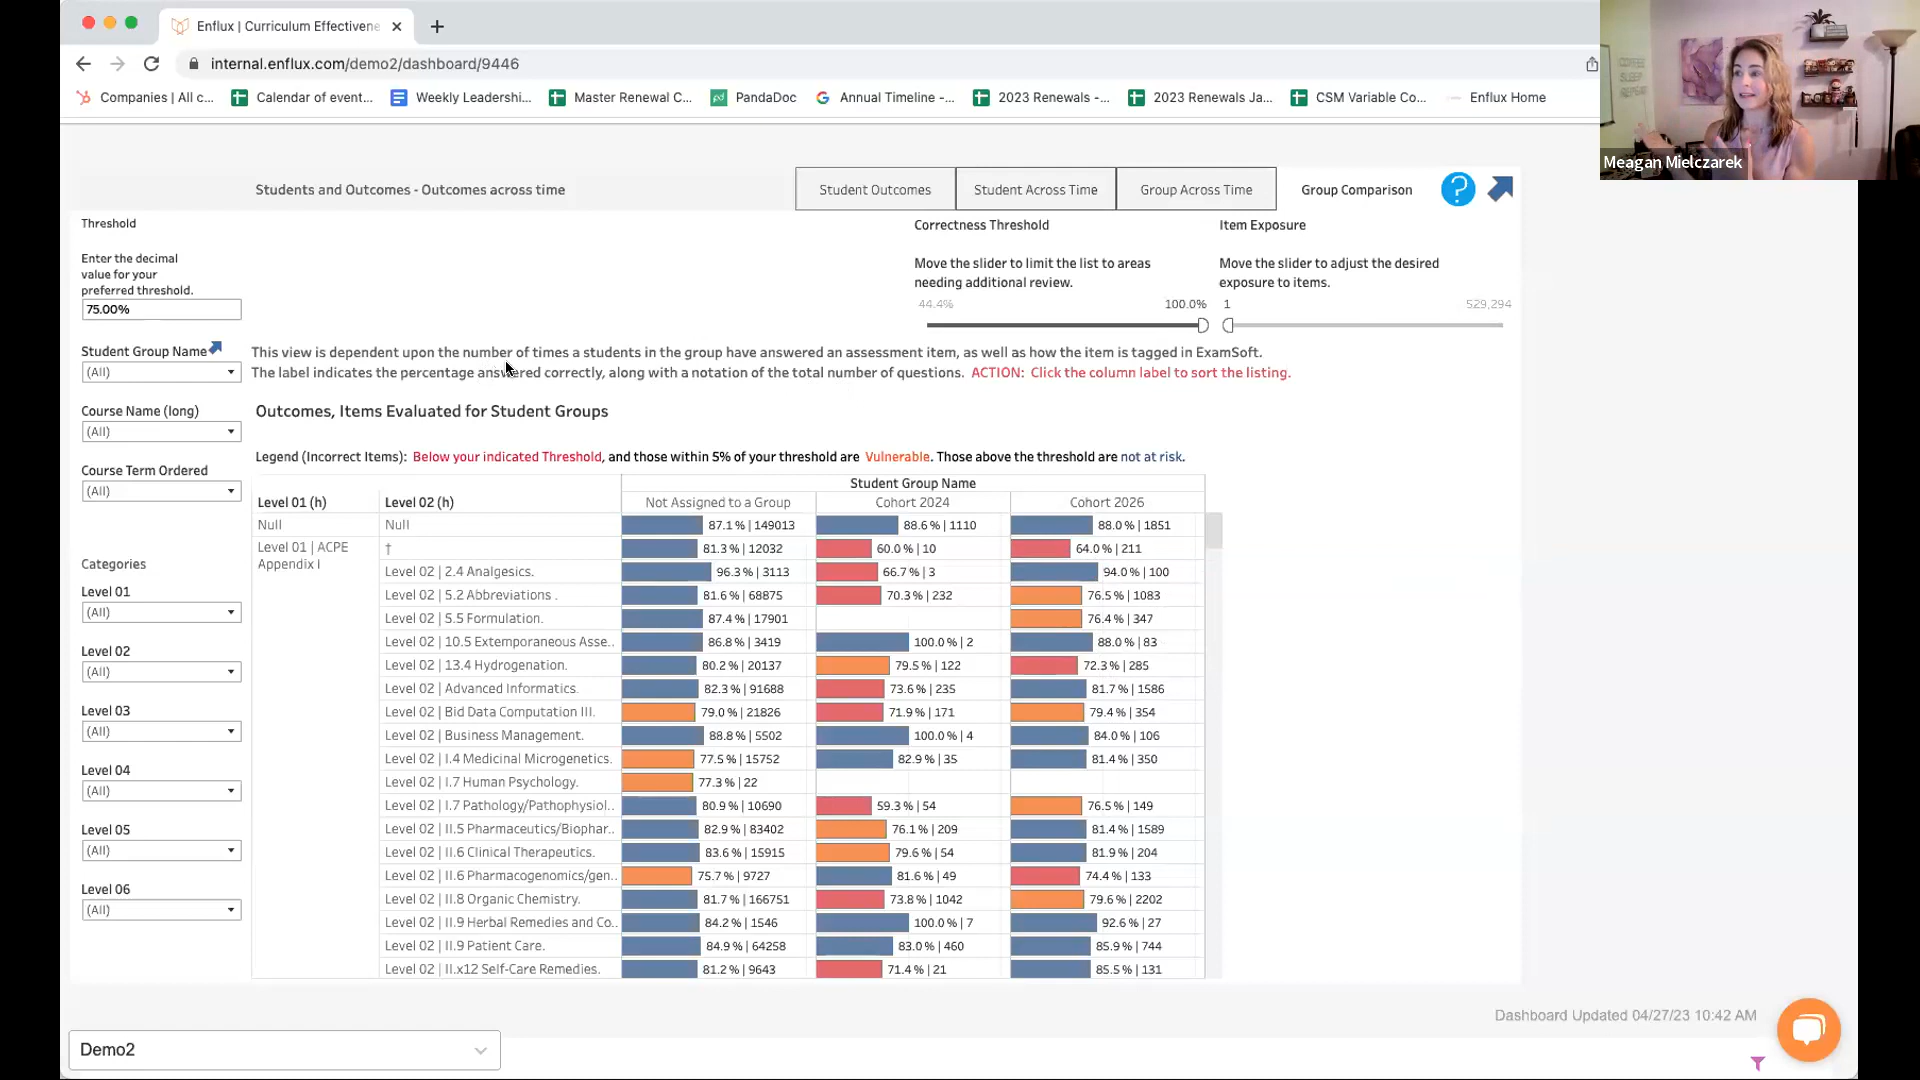 Enflux | Curriculum Effectivene
internal.enflux.com/demo2/dashboard/9446
Companies | All c...
Calendar of event...
Weekly Leadershi...
Master Renewal C...
PandaDoc
Annual Timeline -...
2023 Renewals -...
2023 Renewals Ja...
CSM Variable Co...
Enflux Home
Meagan Mielczarek
Students and Outcomes - Outcomes across time
Student Outcomes
Student Across Time
Group Across Time
Group Comparison
?
Threshold
Enter the decimal
value for your
preferred threshold.
75.00%
Correctness Threshold
Move the slider to limit the list to areas
needing additional review.
44.4% 100.0%
Item Exposure
Move the slider to adjust the desired
exposure to items.
1 529,294
Student Group Name
(All)
Course Name (long)
(All)
Course Term Ordered
(All)
Categories
Level 01
(All)
Level 02
(All)
Level 03
(All)
Level 04
(All)
Level 05
(All)
Level 06
(All)
This view is dependent upon the number of times a students in the group have answered an assessment item, as well as how the item is tagged in ExamSoft.
The label indicates the percentage answered correctly, along with a notation of the total number of questions. ACTION: Click the column label to sort the listing.
Outcomes, Items Evaluated for Student Groups
Legend (Incorrect Items): Below your indicated Threshold, and those within 5% of your threshold are Vulnerable. Those above the threshold are not at risk.
Student Group Name
Level 01 (h) Level 02 (h) Not Assigned to a Group Cohort 2024 Cohort 2026
Null Null 87.1% | 149013 88.6% | 1110 88.0% | 1851
Level 01 | ACPE
Appendix I
† 81.3% | 12032 60.0% | 10 64.0% | 211
Level 02 | 2.4 Analgesics. 96.3% | 3113 66.7% | 3 94.0% | 100
Level 02 | 5.2 Abbreviations . 81.6% | 68875 70.3% | 232 76.5% | 1083
Level 02 | 5.5 Formulation. 87.4% | 17901 76.4% | 347
Level 02 | 10.5 Extemporaneous Asse.. 86.8% | 3419 100.0% | 2 88.0% | 83
Level 02 | 13.4 Hydrogenation. 80.2% | 20137 79.5% | 122 72.3% | 285
Level 02 | Advanced Informatics. 82.3% | 91688 73.6% | 235 81.7% | 1586
Level 02 | Bid Data Computation III. 79.0% | 21826 71.9% | 171 79.4% | 354
Level 02 | Business Management. 88.8% | 5502 100.0% | 4 84.0% | 106
Level 02 | I.4 Medicinal Microgenetics. 77.5% | 15752 82.9% | 35 81.4% | 350
Level 02 | I.7 Human Psychology. 77.3% | 22
Level 02 | I.7 Pathology/Pathophysiol.. 80.9% | 10690 59.3% | 54 76.5% | 149
Level 02 | II.5 Pharmaceutics/Biophar.. 82.9% | 83402 76.1% | 209 81.4% | 1589
Level 02 | II.6 Clinical Therapeutics. 83.6% | 15915 79.6% | 54 81.9% | 204
Level 02 | II.6 Pharmacogenomics/gen.. 75.7% | 9727 81.6% | 49 74.4% | 133
Level 02 | II.8 Organic Chemistry. 81.7% | 166751 73.8% | 1042 79.6% | 2202
Level 02 | II.9 Herbal Remedies and Co.. 84.2% | 1546 100.0% | 7 92.6% | 27
Level 02 | II.9 Patient Care. 84.9% | 64258 83.0% | 460 85.9% | 744
Level 02 | II.x12 Self-Care Remedies. 81.2% | 9643 71.4% | 21 85.5% | 131
Dashboard Updated 04/27/23 10:42 AM
Demo2